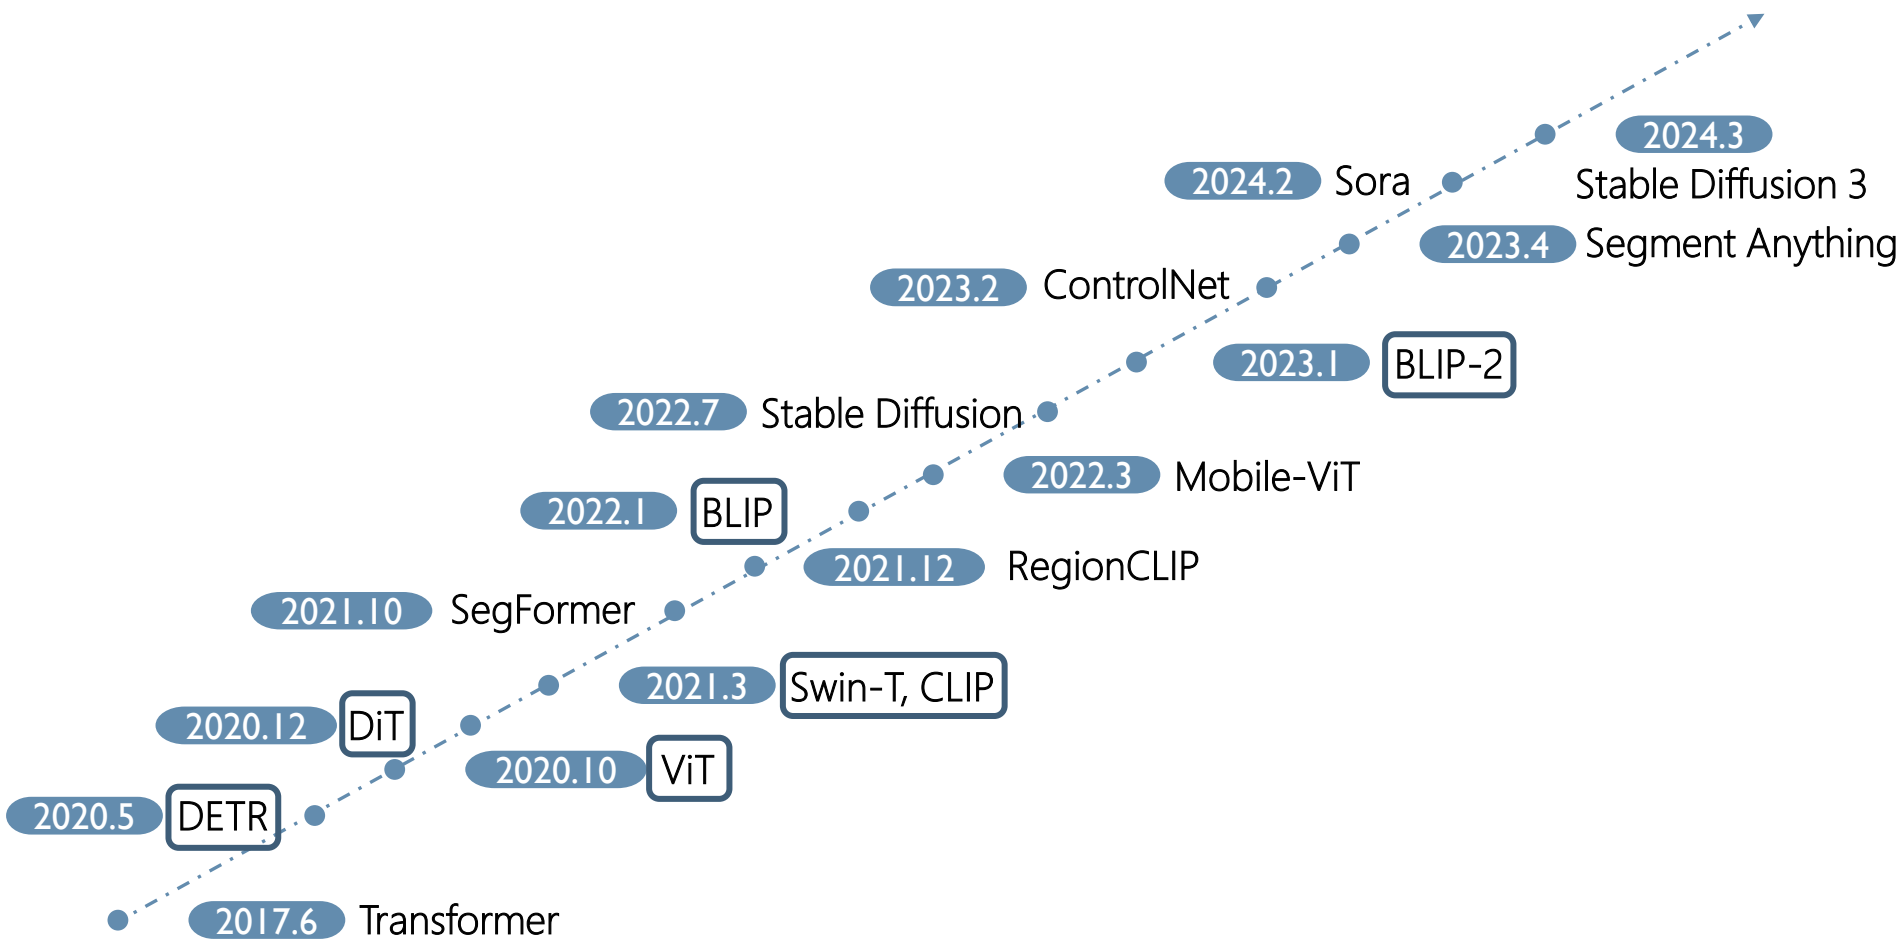 2024.3
Stable Diffusion 3
2024.2 Sora
2023.4 Segment Anything
2023.2 ControlNet
2023.1 BLIP-2
2022.7 Stable Diffusion
2022.3 Mobile-ViT
2022.1 BLIP
2021.12 RegionCLIP
2021.10 SegFormer
2021.3 Swin-T, CLIP
2020.12 DiT
2020.10 ViT
2020.5 DETR
2017.6 Transformer